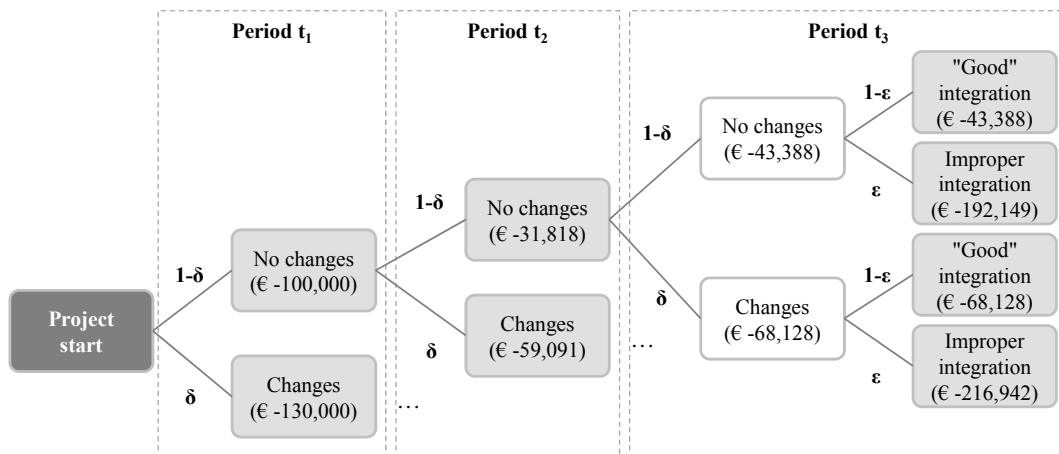 Period t1
Period t2
Period t3
Project
start
1-δ
δ
No changes
(€ -100,000)
Changes
(€ -130,000)
...
1-δ
δ
No changes
(€ -31,818)
Changes
(€ -59,091)
...
1-δ
δ
No changes
(€ -43,388)
Changes
(€ -68,128)
1-ε
ε
"Good"
integration
(€ -43,388)
Improper
integration
(€ -192,149)
1-ε
ε
"Good"
integration
(€ -68,128)
Improper
integration
(€ -216,942)